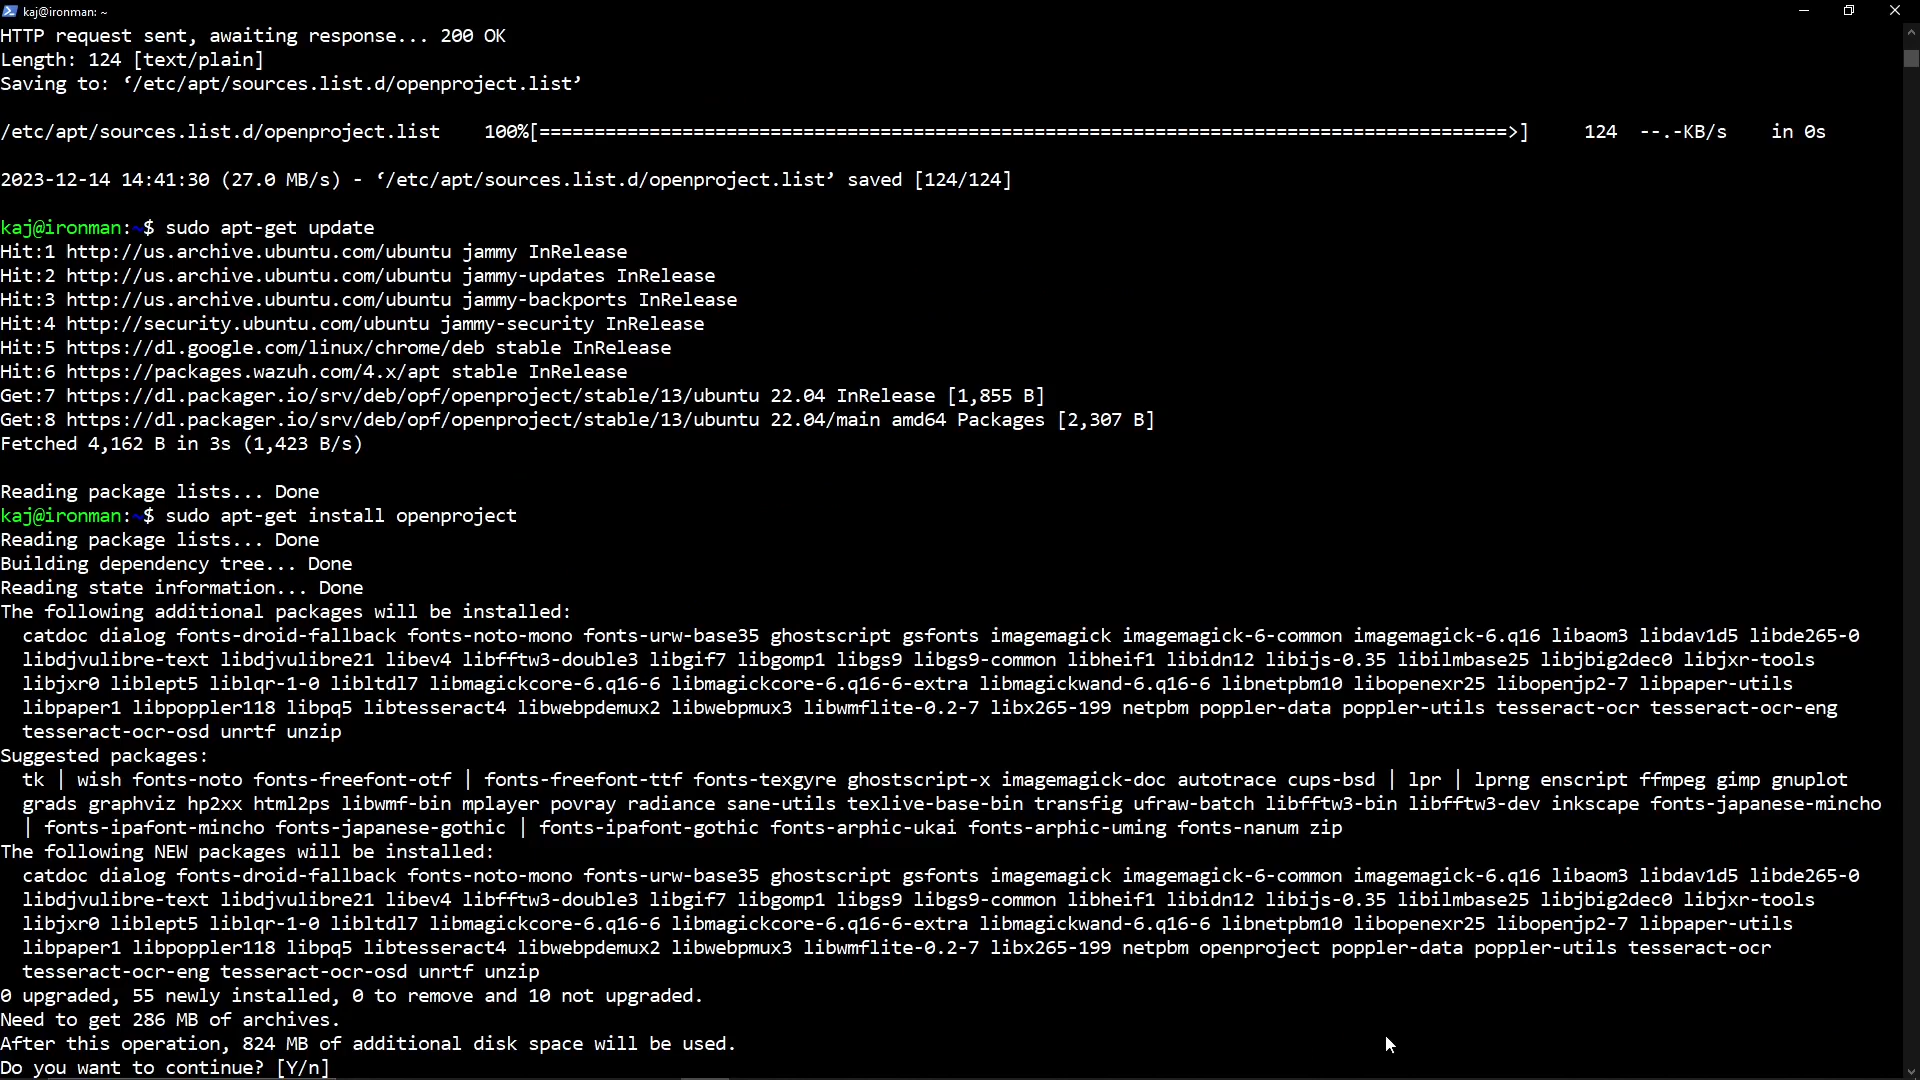 kaj@ironman: ~
HTTP request sent, awaiting response... 200 OK
Length: 124 [text/plain]
Saving to: ‘/etc/apt/sources.list.d/openproject.list’
/etc/apt/sources.list.d/openproject.list    100%[========================================================================================>]     124  --.-KB/s    in 0s
2023-12-14 14:41:30 (27.0 MB/s) - ‘/etc/apt/sources.list.d/openproject.list’ saved [124/124]
kaj@ironman:~$ sudo apt-get update
Hit:1 http://us.archive.ubuntu.com/ubuntu jammy InRelease
Hit:2 http://us.archive.ubuntu.com/ubuntu jammy-updates InRelease
Hit:3 http://us.archive.ubuntu.com/ubuntu jammy-backports InRelease
Hit:4 http://security.ubuntu.com/ubuntu jammy-security InRelease
Hit:5 https://dl.google.com/linux/chrome/deb stable InRelease
Hit:6 https://packages.wazuh.com/4.x/apt stable InRelease
Get:7 https://dl.packager.io/srv/deb/opf/openproject/stable/13/ubuntu 22.04 InRelease [1,855 B]
Get:8 https://dl.packager.io/srv/deb/opf/openproject/stable/13/ubuntu 22.04/main amd64 Packages [2,307 B]
Fetched 4,162 B in 3s (1,423 B/s)
Reading package lists... Done
kaj@ironman:~$ sudo apt-get install openproject
Reading package lists... Done
Building dependency tree... Done
Reading state information... Done
The following additional packages will be installed:
  catdoc dialog fonts-droid-fallback fonts-noto-mono fonts-urw-base35 ghostscript gsfonts imagemagick imagemagick-6-common imagemagick-6.q16 libaom3 libdav1d5 libde265-0
  libdjvulibre-text libdjvulibre21 libev4 libfftw3-double3 libgif7 libgomp1 libgs9 libgs9-common libheif1 libidn12 libijs-0.35 libilmbase25 libjbig2dec0 libjxr-tools
  libjxr0 liblept5 liblqr-1-0 libltdl7 libmagickcore-6.q16-6 libmagickcore-6.q16-6-extra libmagickwand-6.q16-6 libnetpbm10 libopenexr25 libopenjp2-7 libpaper-utils
  libpaper1 libpoppler118 libpq5 libtesseract4 libwebpdemux2 libwebpmux3 libwmflite-0.2-7 libx265-199 netpbm poppler-data poppler-utils tesseract-ocr tesseract-ocr-eng
  tesseract-ocr-osd unrtf unzip
Suggested packages:
  tk | wish fonts-noto fonts-freefont-otf | fonts-freefont-ttf fonts-texgyre ghostscript-x imagemagick-doc autotrace cups-bsd | lpr | lprng enscript ffmpeg gimp gnuplot
  grads graphviz hp2xx html2ps libwmf-bin mplayer povray radiance sane-utils texlive-base-bin transfig ufraw-batch libfftw3-bin libfftw3-dev inkscape fonts-japanese-mincho
  | fonts-ipafont-mincho fonts-japanese-gothic | fonts-ipafont-gothic fonts-arphic-ukai fonts-arphic-uming fonts-nanum zip
The following NEW packages will be installed:
  catdoc dialog fonts-droid-fallback fonts-noto-mono fonts-urw-base35 ghostscript gsfonts imagemagick imagemagick-6-common imagemagick-6.q16 libaom3 libdav1d5 libde265-0
  libdjvulibre-text libdjvulibre21 libev4 libfftw3-double3 libgif7 libgomp1 libgs9 libgs9-common libheif1 libidn12 libijs-0.35 libilmbase25 libjbig2dec0 libjxr-tools
  libjxr0 liblept5 liblqr-1-0 libltdl7 libmagickcore-6.q16-6 libmagickcore-6.q16-6-extra libmagickwand-6.q16-6 libnetpbm10 libopenexr25 libopenjp2-7 libpaper-utils
  libpaper1 libpoppler118 libpq5 libtesseract4 libwebpdemux2 libwebpmux3 libwmflite-0.2-7 libx265-199 netpbm openproject poppler-data poppler-utils tesseract-ocr
  tesseract-ocr-eng tesseract-ocr-osd unrtf unzip
0 upgraded, 55 newly installed, 0 to remove and 10 not upgraded.
Need to get 286 MB of archives.
After this operation, 824 MB of additional disk space will be used.
Do you want to continue? [Y/n]